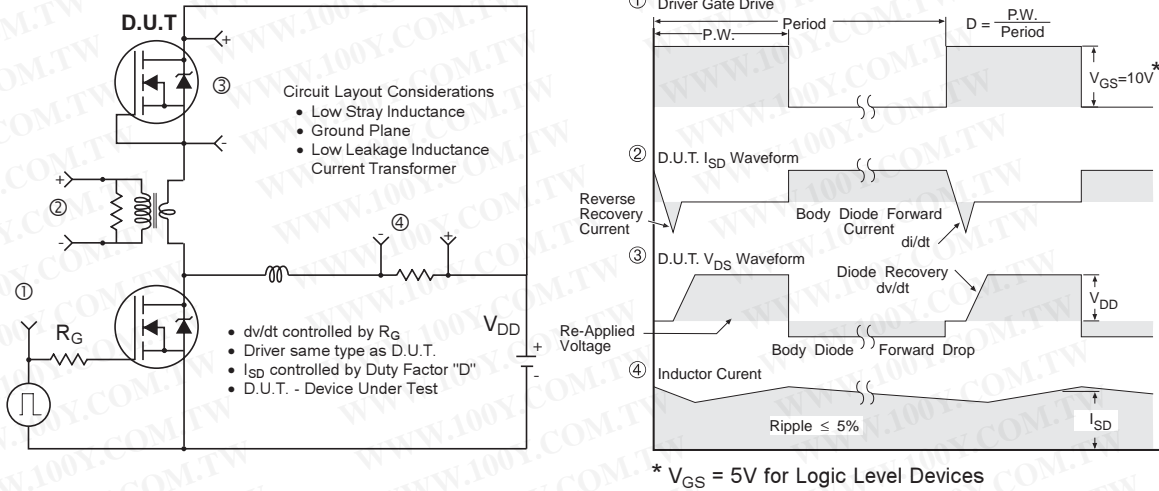 D.U.T
+
③
-
Circuit Layout Considerations
• Low Stray Inductance
• Ground Plane
• Low Leakage Inductance
Current Transformer
+
②
-
④
-
+
①
R_G
V_DD
+
-
• dv/dt controlled by R_G
• Driver same type as D.U.T.
• I_SD controlled by Duty Factor "D"
• D.U.T. - Device Under Test
① Driver Gate Drive
P.W.
Period
D = P.W. / Period
V_GS=10V*
② D.U.T. I_SD Waveform
Reverse
Recovery
Current
Body Diode Forward
Current
di/dt
③ D.U.T. V_DS Waveform
Diode Recovery
dv/dt
V_DD
Re-Applied
Voltage
Body Diode Forward Drop
④ Inductor Curent
Ripple ≤ 5%
I_SD
* V_GS = 5V for Logic Level Devices
WWW.100Y.COM.TW